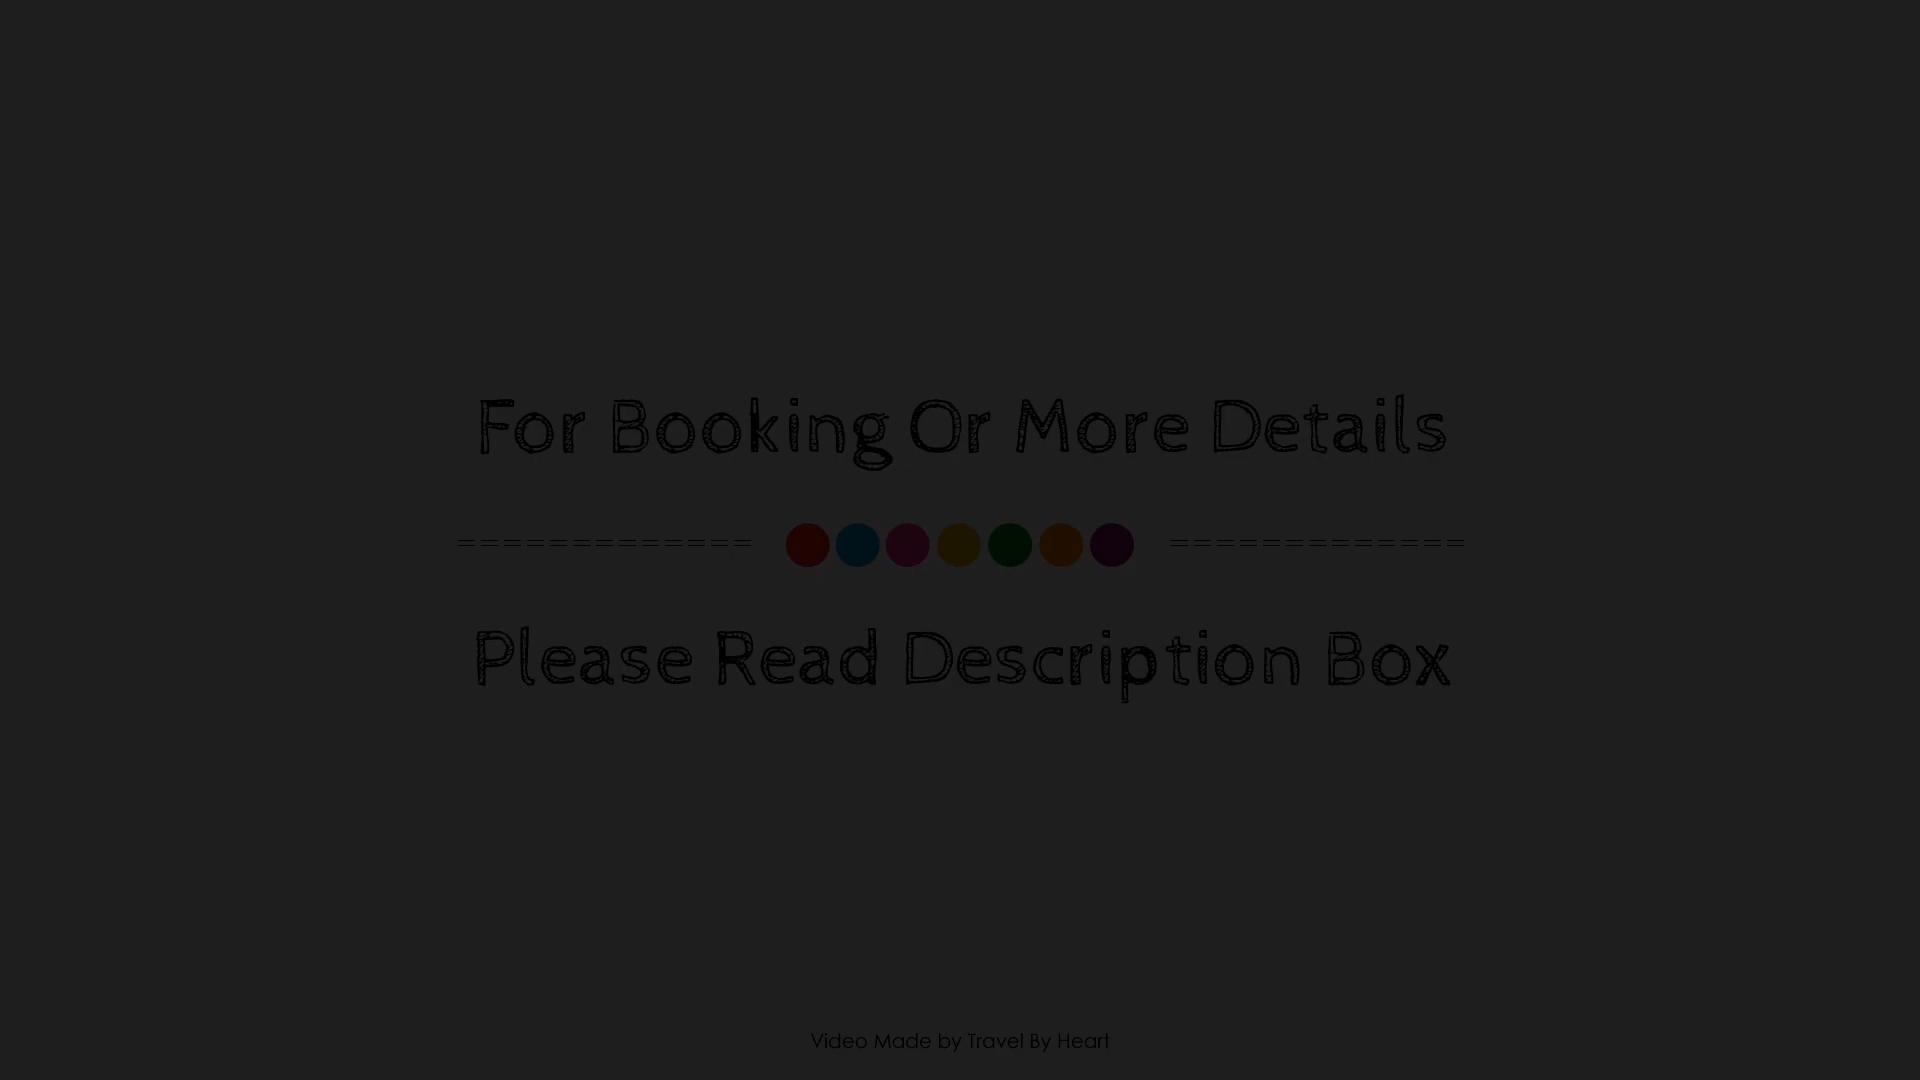 For Booking Or More Details
============= =============
Please Read Description Box
Video Made by Travel By Heart